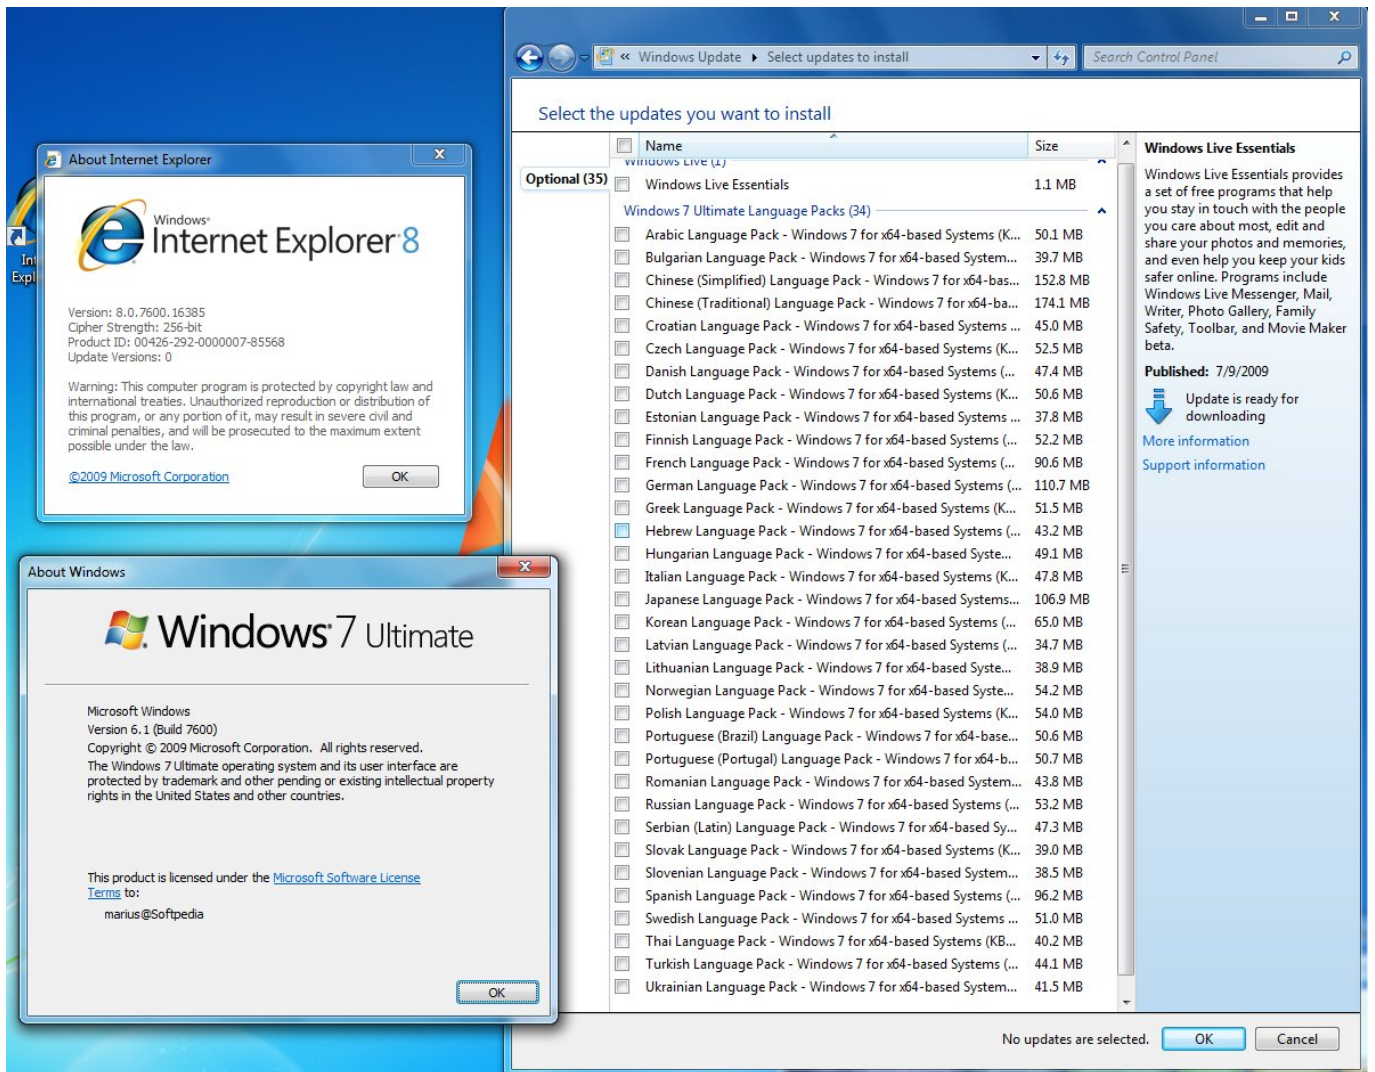 « Windows Update ▸ Select updates to install
Search Control Panel
Select the updates you want to install
Name Size
Windows Live (1)
Optional (35)
Windows Live Essentials 1.1 MB
Windows 7 Ultimate Language Packs (34)
Arabic Language Pack - Windows 7 for x64-based Systems (K... 50.1 MB
Bulgarian Language Pack - Windows 7 for x64-based System... 39.7 MB
Chinese (Simplified) Language Pack - Windows 7 for x64-bas... 152.8 MB
Chinese (Traditional) Language Pack - Windows 7 for x64-ba... 174.1 MB
Croatian Language Pack - Windows 7 for x64-based Systems ... 45.0 MB
Czech Language Pack - Windows 7 for x64-based Systems (K... 52.5 MB
Danish Language Pack - Windows 7 for x64-based Systems (... 47.4 MB
Dutch Language Pack - Windows 7 for x64-based Systems (K... 50.6 MB
Estonian Language Pack - Windows 7 for x64-based Systems ... 37.8 MB
Finnish Language Pack - Windows 7 for x64-based Systems (... 52.2 MB
French Language Pack - Windows 7 for x64-based Systems (... 90.6 MB
German Language Pack - Windows 7 for x64-based Systems (... 110.7 MB
Greek Language Pack - Windows 7 for x64-based Systems (K... 51.5 MB
Hebrew Language Pack - Windows 7 for x64-based Systems (... 43.2 MB
Hungarian Language Pack - Windows 7 for x64-based Syste... 49.1 MB
Italian Language Pack - Windows 7 for x64-based Systems (K... 47.8 MB
Japanese Language Pack - Windows 7 for x64-based Systems... 106.9 MB
Korean Language Pack - Windows 7 for x64-based Systems (... 65.0 MB
Latvian Language Pack - Windows 7 for x64-based Systems (... 34.7 MB
Lithuanian Language Pack - Windows 7 for x64-based Syste... 38.9 MB
Norwegian Language Pack - Windows 7 for x64-based Syste... 54.2 MB
Polish Language Pack - Windows 7 for x64-based Systems (K... 54.0 MB
Portuguese (Brazil) Language Pack - Windows 7 for x64-base... 50.6 MB
Portuguese (Portugal) Language Pack - Windows 7 for x64-b... 50.7 MB
Romanian Language Pack - Windows 7 for x64-based System... 43.8 MB
Russian Language Pack - Windows 7 for x64-based Systems (... 53.2 MB
Serbian (Latin) Language Pack - Windows 7 for x64-based Sy... 47.3 MB
Slovak Language Pack - Windows 7 for x64-based Systems (K... 39.0 MB
Slovenian Language Pack - Windows 7 for x64-based System... 38.5 MB
Spanish Language Pack - Windows 7 for x64-based Systems (... 96.2 MB
Swedish Language Pack - Windows 7 for x64-based Systems ... 51.0 MB
Thai Language Pack - Windows 7 for x64-based Systems (KB... 40.2 MB
Turkish Language Pack - Windows 7 for x64-based Systems (... 44.1 MB
Ukrainian Language Pack - Windows 7 for x64-based System... 41.5 MB
Windows Live Essentials
Windows Live Essentials provides
a set of free programs that help
you stay in touch with the people
you care about most, edit and
share your photos and memories,
and even help you keep your kids
safer online. Programs include
Windows Live Messenger, Mail,
Writer, Photo Gallery, Family
Safety, Toolbar, and Movie Maker
beta.
Published: 7/9/2009
Update is ready for
downloading
More information
Support information
No updates are selected.
OK
Cancel
About Internet Explorer
Windows®
Internet Explorer 8
Version: 8.0.7600.16385
Cipher Strength: 256-bit
Product ID: 00426-292-0000007-85568
Update Versions: 0
Warning: This computer program is protected by copyright law and
international treaties. Unauthorized reproduction or distribution of
this program, or any portion of it, may result in severe civil and
criminal penalties, and will be prosecuted to the maximum extent
possible under the law.
©2009 Microsoft Corporation
OK
Int
Expl
About Windows
Windows® 7 Ultimate
Microsoft Windows
Version 6.1 (Build 7600)
Copyright © 2009 Microsoft Corporation. All rights reserved.
The Windows 7 Ultimate operating system and its user interface are
protected by trademark and other pending or existing intellectual property
rights in the United States and other countries.
This product is licensed under the Microsoft Software License
Terms to:
marius@Softpedia
OK